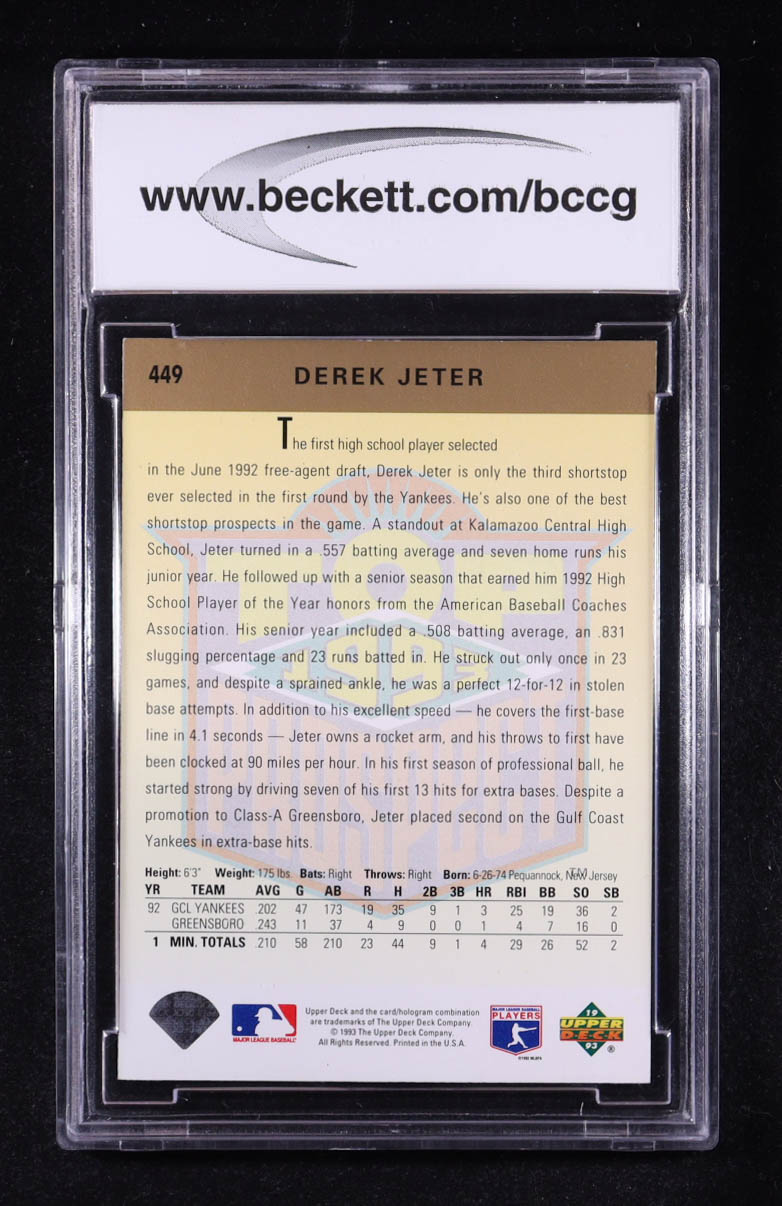 www.beckett.com/bccg
449 DEREK JETER
The first high school player selected
in the June 1992 free-agent draft, Derek Jeter is only the third shortstop
ever selected in the first round by the Yankees. He's also one of the best
shortstop prospects in the game. A standout at Kalamazoo Central High
School, Jeter turned in a .557 batting average and seven home runs his
junior year. He followed up with a senior season that earned him 1992 High
School Player of the Year honors from the American Baseball Coaches
Association. His senior year included a .508 batting average, an .831
slugging percentage and 23 runs batted in. He struck out only once in 23
games, and despite a sprained ankle, he was a perfect 12-for-12 in stolen
base attempts. In addition to his excellent speed — he covers the first-base
line in 4.1 seconds — Jeter owns a rocket arm, and his throws to first have
been clocked at 90 miles per hour. In his first season of professional ball, he
started strong by driving seven of his first 13 hits for extra bases. Despite a
promotion to Class-A Greensboro, Jeter placed second on the Gulf Coast
Yankees in extra-base hits.
TOP
1993
PROSPECT
TM
Height: 6'3" Weight: 175 lbs. Bats: Right Throws: Right Born: 6-26-74 Pequannock, New Jersey
YR TEAM AVG G AB R H 2B 3B HR RBI BB SO SB
92 GCL YANKEES .202 47 173 19 35 9 1 3 25 19 36 2
GREENSBORO .243 11 37 4 9 0 0 1 4 7 16 0
1 MIN. TOTALS .210 58 210 23 44 9 1 4 29 26 52 2
MAJOR LEAGUE BASEBALL
Upper Deck and the card/hologram combination
are trademarks of The Upper Deck Company.
© 1993 The Upper Deck Company.
All Rights Reserved. Printed in the U.S.A.
MAJOR LEAGUE BASEBALL
PLAYERS
©1992 MLBPA
19
UPPER
DECK
93
®